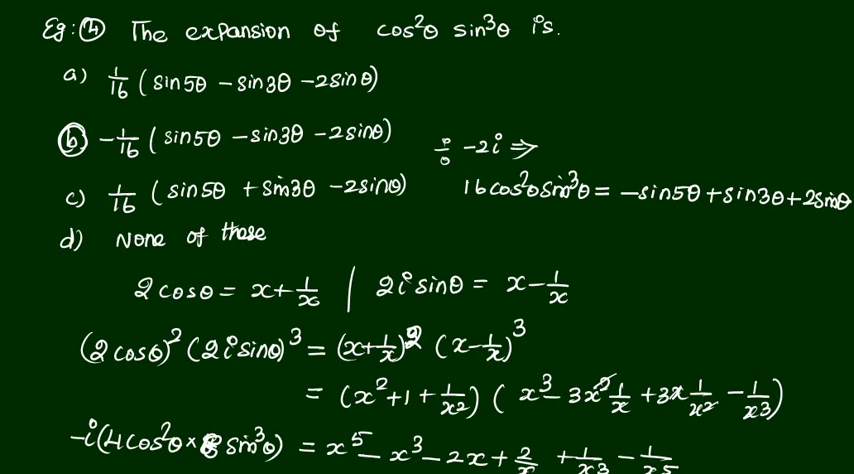 Eg: ④ The expansion of cos²θ sin³θ is.
a) 1/16 (sin5θ − sin3θ − 2sinθ)
ⓑ −1/16 (sin5θ − sin3θ − 2sinθ)
÷ −2i ⇒
c) 1/16 (sin5θ + sin3θ − 2sinθ)
16cos²θsin³θ = −sin5θ + sin3θ + 2sinθ
d) None of these
2cosθ = x + 1/x | 2i sinθ = x − 1/x
(2cosθ)² (2i sinθ)³ = (x + 1/x)² (x − 1/x)³
= (x² + 1 + 1/x²) (x³ − 3x² 1/x + 3x 1/x² − 1/x³)
−i(4cos²θ × 8 sin³θ) = x⁵ − x³ − 2x + 2/x + 1/x³ − 1/x⁵